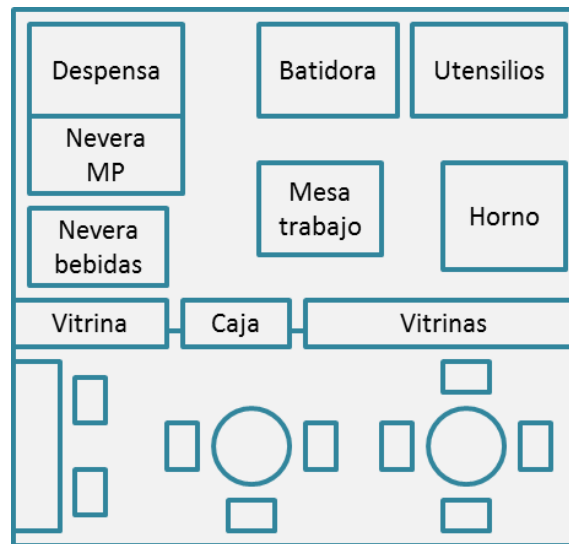 Despensa
Batidora
Utensilios
Nevera
MP
Mesa
trabajo
Horno
Nevera
bebidas
Vitrina
Caja
Vitrinas